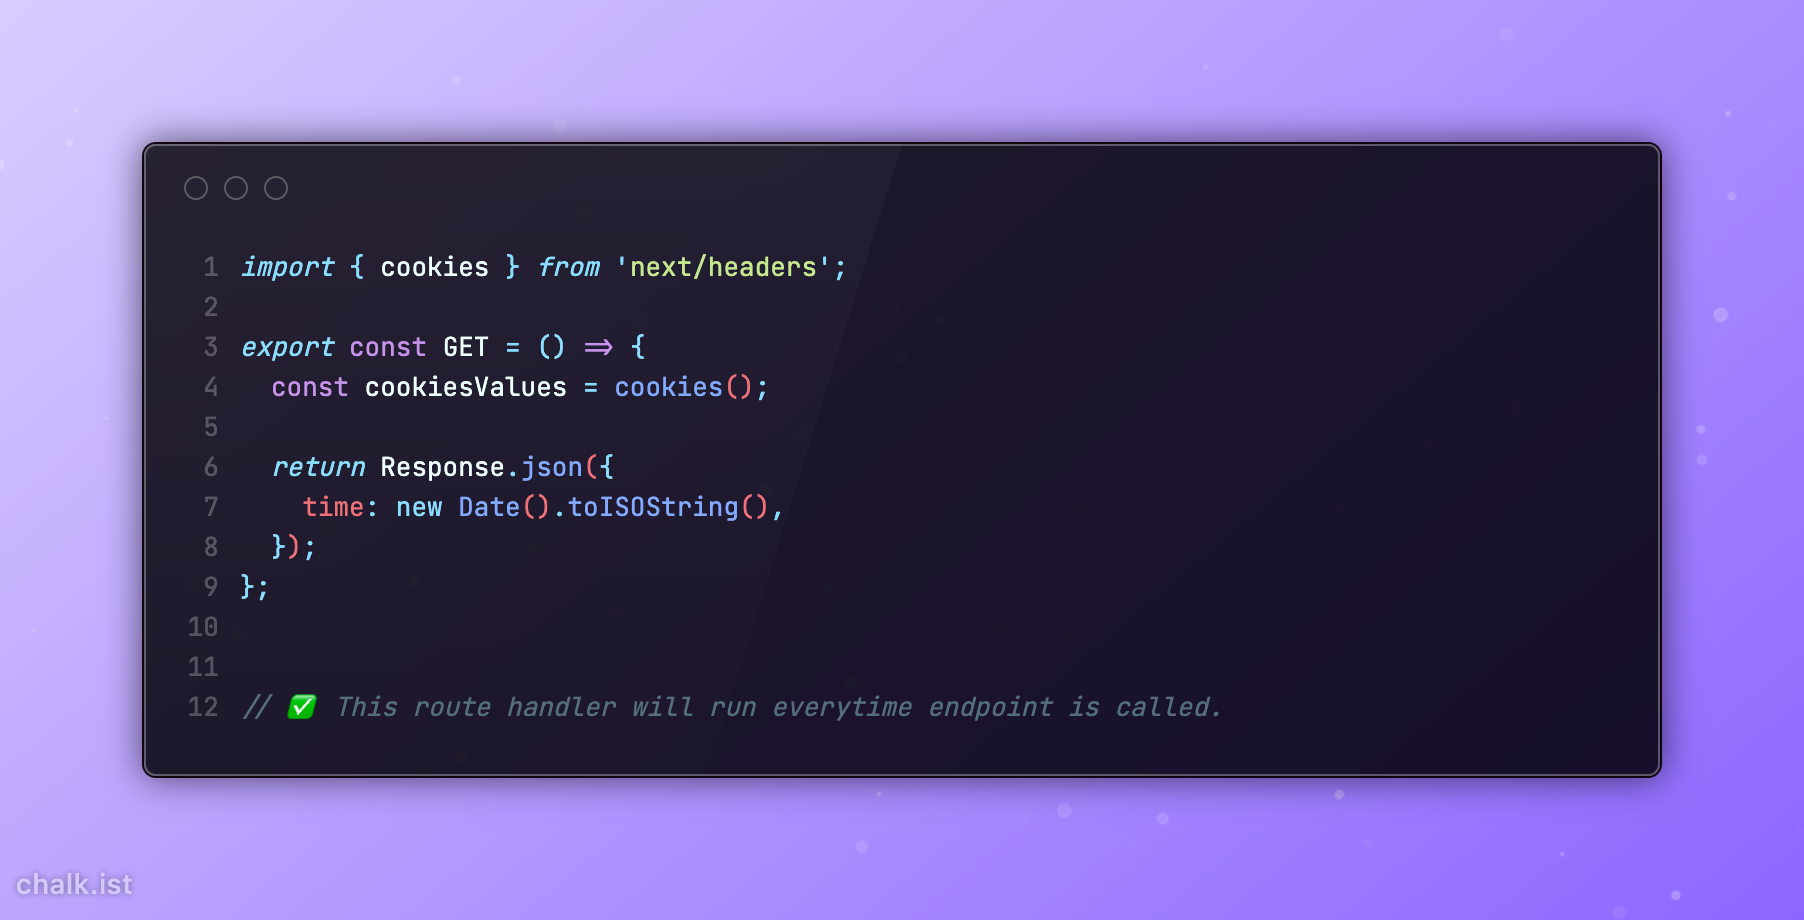 1 import { cookies } from 'next/headers';
2
3 export const GET = () => {
4   const cookiesValues = cookies();
5
6   return Response.json({
7     time: new Date().toISOString(),
8   });
9 };
10
11
12 // ✅ This route handler will run everytime endpoint is called.
chalk.ist